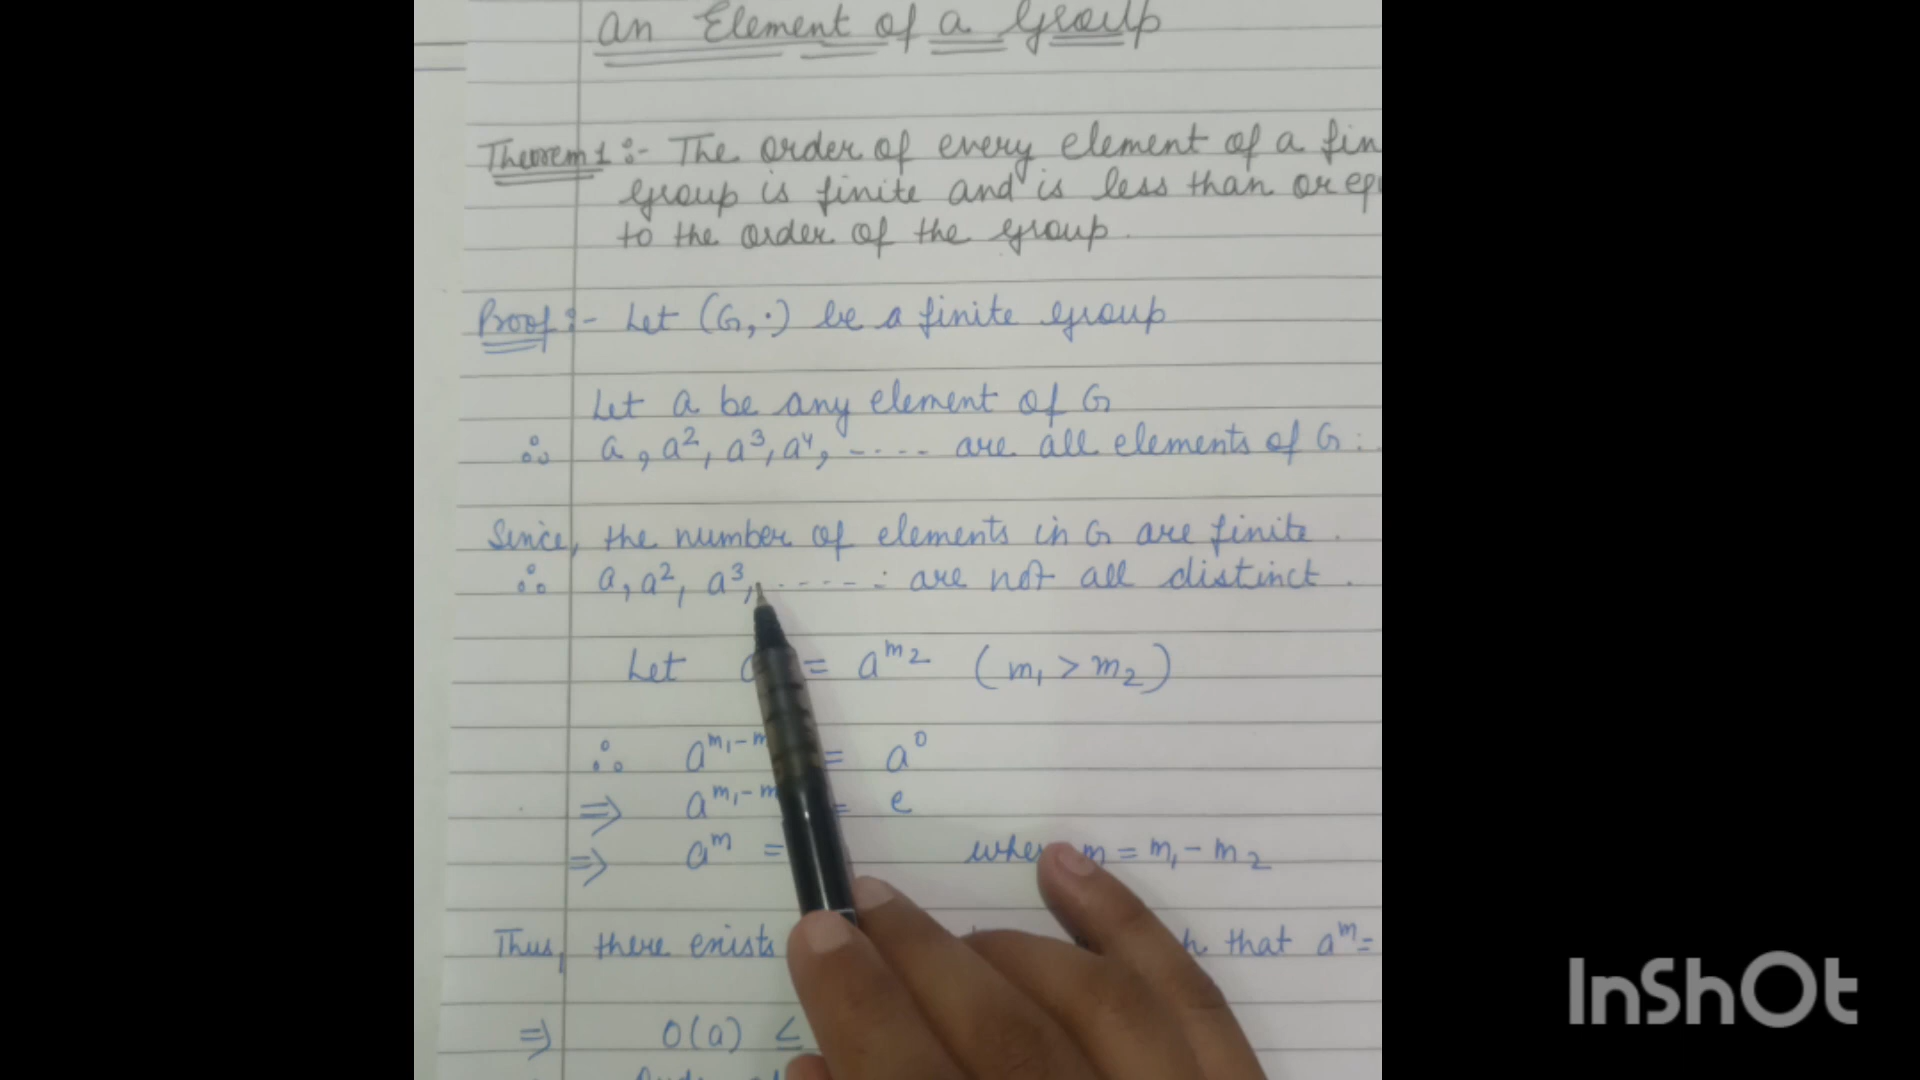 an Element of a Group
Theorem 1 :- The order of every element of a fin
group is finite and is less than or equ
to the order of the group.
Proof :- Let (G, ·) be a finite group
Let a be any element of G
∴ a, a², a³, a⁴, ..... are all elements of G.
Since, the number of elements in G are finite.
∴ a, a², a³, ...... are not all distinct.
Let a = a^m₂ (m₁ > m₂)
∴ a^m₁-m = a⁰
⇒ a^m₁-m = e
⇒ a^m = where m = m₁ - m₂
Thus, there exists that a^m =
⇒ O(a) ≤
InShOt